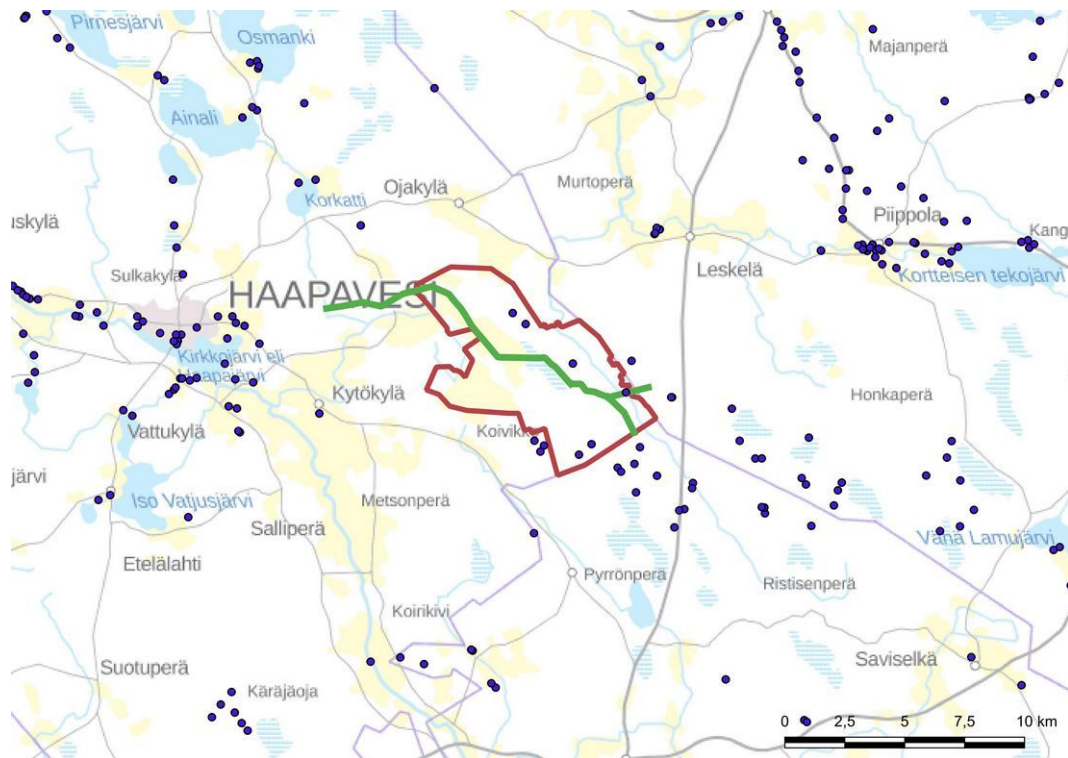 Pirnesjärvi
Osmanki
Majanperä
Ainali
Korkatti
Ojakylä
Murtoperä
uskylä
Piippola
Kang
Sulkakylä
HAAPAVESI
Leskelä
Kortteisen tekojärvi
Kirkkojärvi eli
Haapajärvi
Kytökylä
Honkaperä
Vattukylä
Koivikk
järvi
Iso Vatjusjärvi
Metsonperä
Salliperä
Vänä Lamujärvi
Etelälahti
Pyrrönperä
Ristisenperä
Koirikivi
Saviselkä
Suotuperä
Käräjäoja
0 2,5 5 7,5 10 km